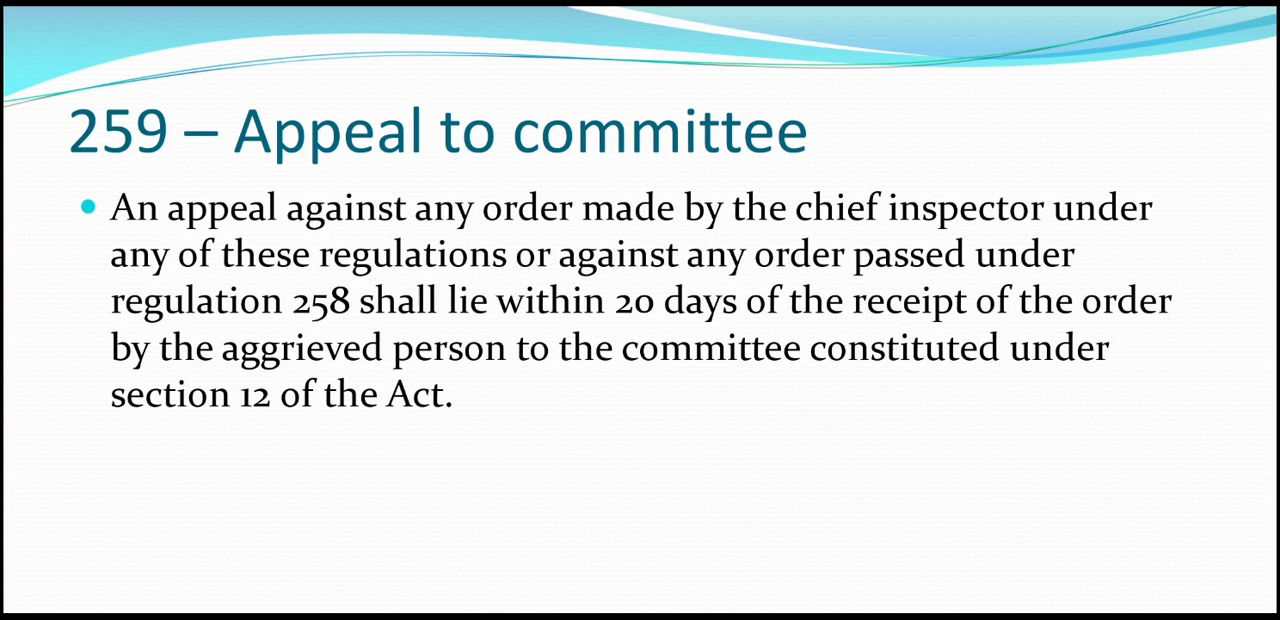 259 – Appeal to committee
• An appeal against any order made by the chief inspector under
any of these regulations or against any order passed under
regulation 258 shall lie within 20 days of the receipt of the order
by the aggrieved person to the committee constituted under
section 12 of the Act.